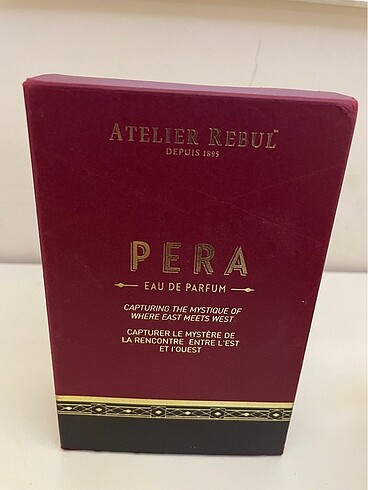 ATELIER REBUL™
DEPUIS 1895
PERA
EAU DE PARFUM
CAPTURING THE MYSTIQUE OF
WHERE EAST MEETS WEST
CAPTURER LE MYSTÈRE DE
LA RENCONTRE ENTRE L'EST
ET l'OUEST